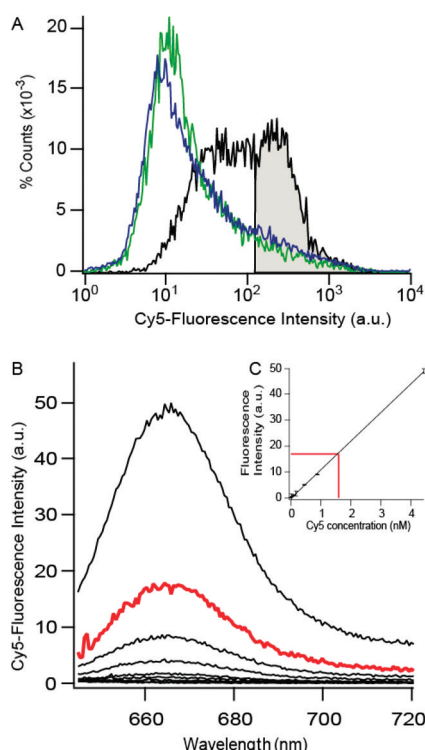 A
20
15
10
5
0
% Counts (x10⁻³)
10⁰ 10¹ 10² 10³ 10⁴
Cy5-Fluorescence Intensity (a.u.)
B
50
40
30
20
10
0
Cy5-Fluorescence Intensity (a.u.)
660 680 700 720
Wavelength (nm)
C
50
40
30
20
10
0
Fluorescence
Intensity (a.u.)
0 1 2 3 4
Cy5 concentration (nM)